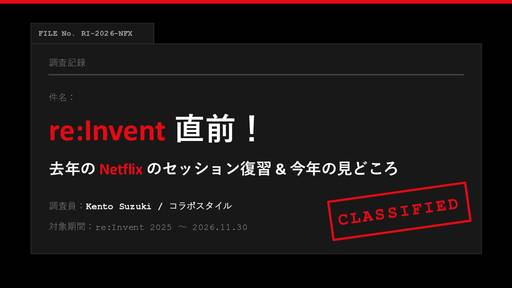 FILE No. RI-2026-NFX
調査記録
件名：
re:Invent 直前！
去年の Netflix のセッション復習 & 今年の見どころ
調査員：Kento Suzuki / コラボスタイル
対象期間：re:Invent 2025 〜 2026.11.30
CLASSIFIED